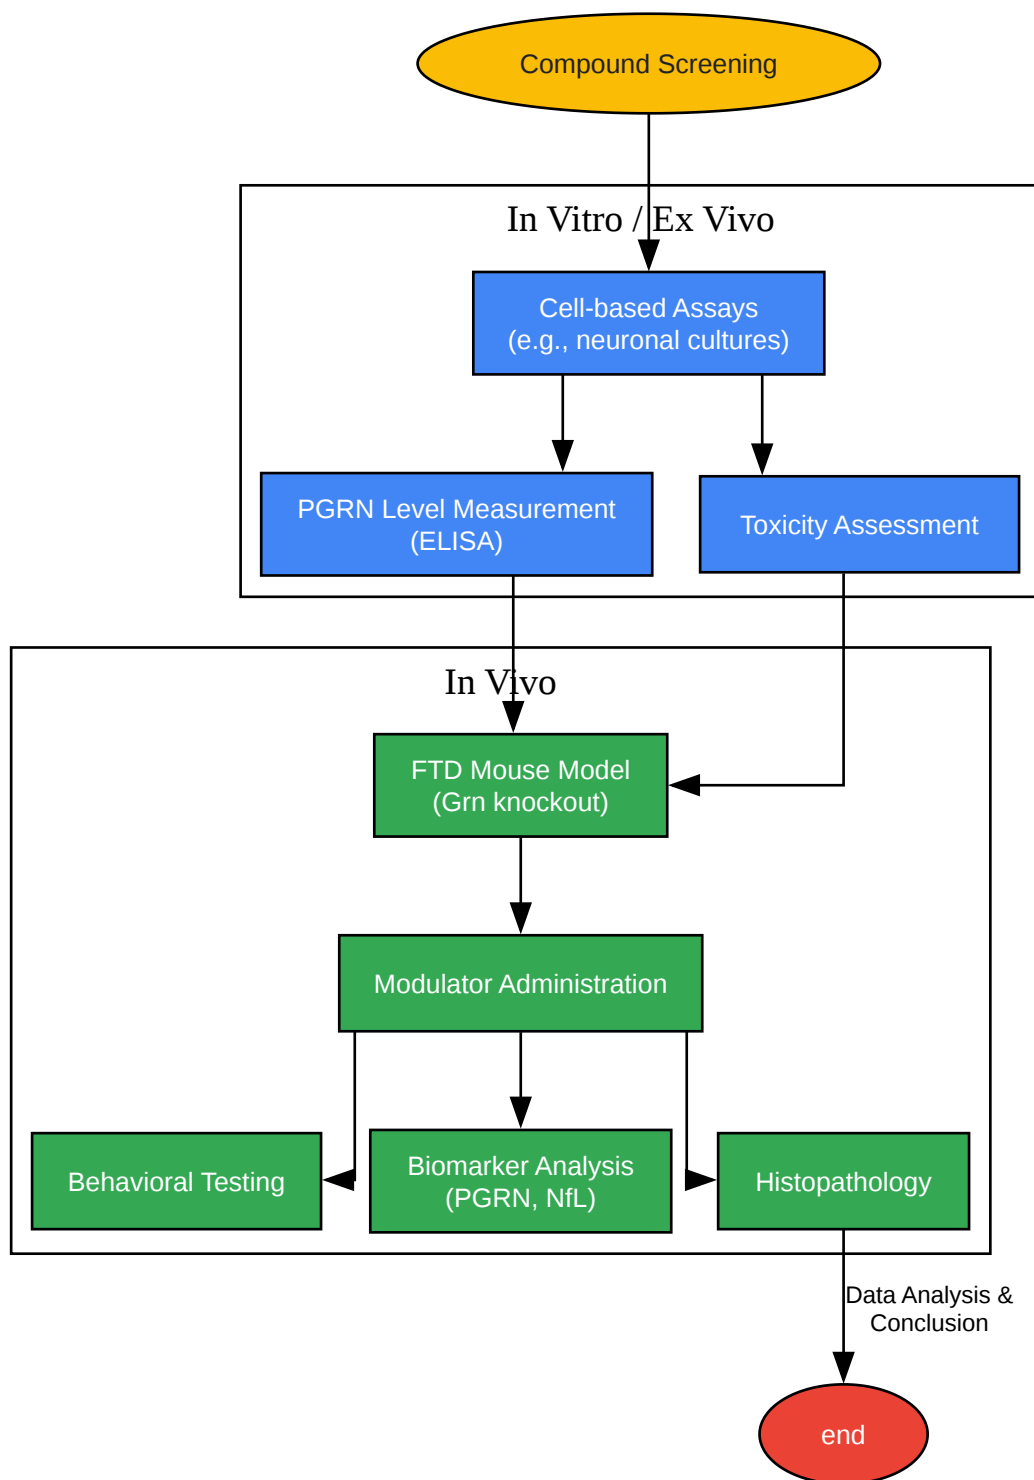 Compound Screening
In Vitro / Ex Vivo
Cell-based Assays
(e.g., neuronal cultures)
PGRN Level Measurement
(ELISA)
Toxicity Assessment
In Vivo
FTD Mouse Model
(Grn knockout)
Modulator Administration
Behavioral Testing
Biomarker Analysis
(PGRN, NfL)
Histopathology
Data Analysis &
Conclusion
end